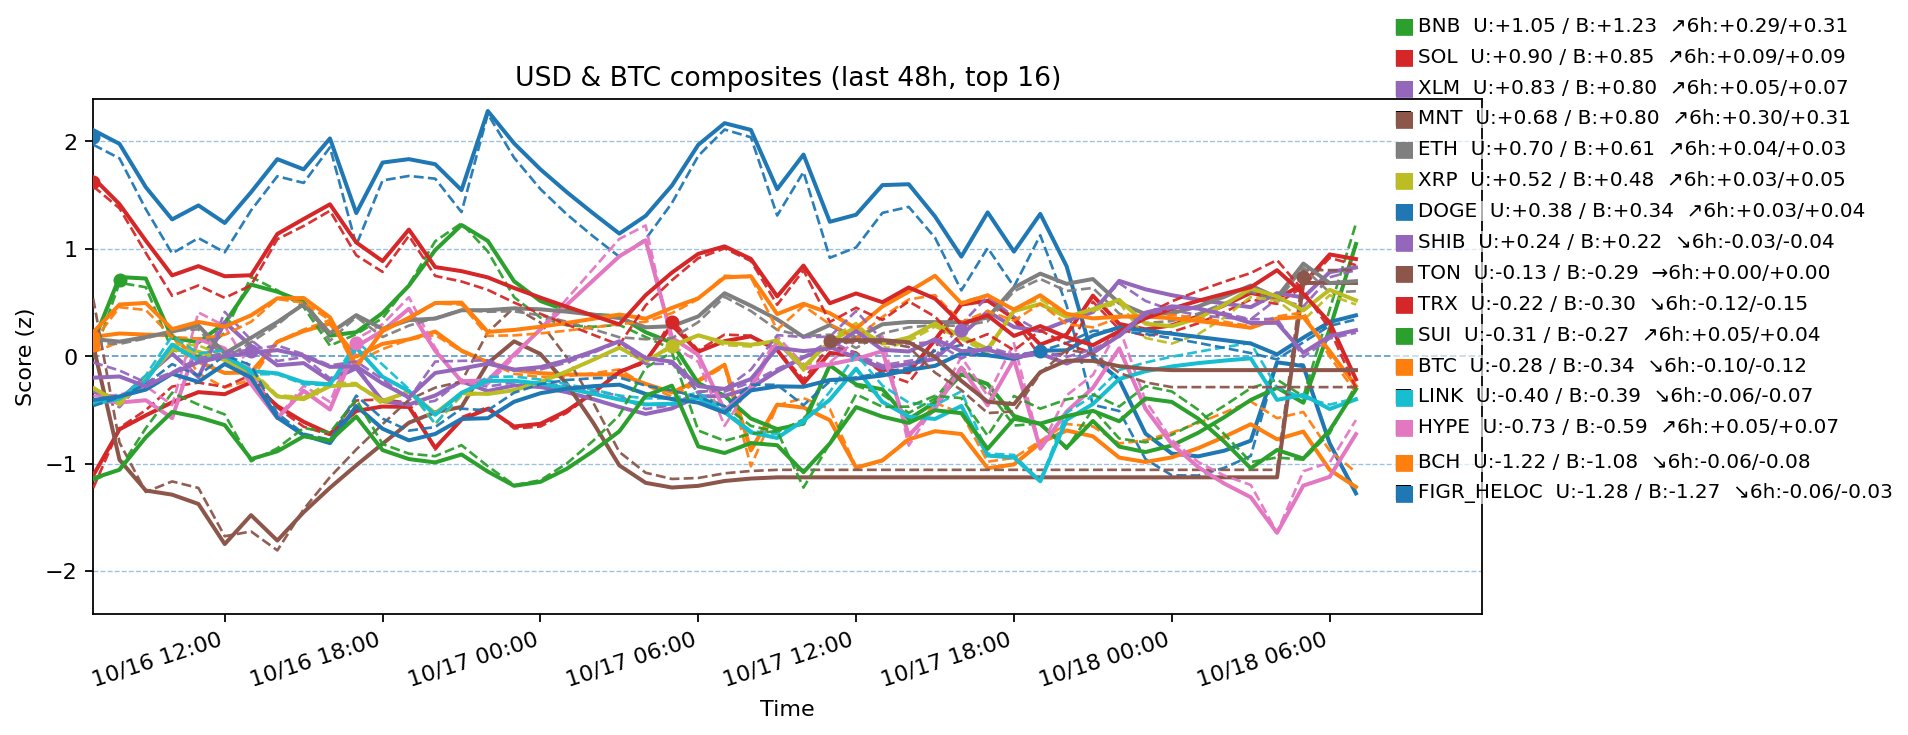 BNB U:+1.05 / B:+1.23 ↗6h:+0.29/+0.31
SOL U:+0.90 / B:+0.85 ↗6h:+0.09/+0.09
XLM U:+0.83 / B:+0.80 ↗6h:+0.05/+0.07
MNT U:+0.68 / B:+0.80 ↗6h:+0.30/+0.31
ETH U:+0.70 / B:+0.61 ↗6h:+0.04/+0.03
XRP U:+0.52 / B:+0.48 ↗6h:+0.03/+0.05
DOGE U:+0.38 / B:+0.34 ↗6h:+0.03/+0.04
SHIB U:+0.24 / B:+0.22 ↘6h:-0.03/-0.04
TON U:-0.13 / B:-0.29 →6h:+0.00/+0.00
TRX U:-0.22 / B:-0.30 ↘6h:-0.12/-0.15
SUI U:-0.31 / B:-0.27 ↗6h:+0.05/+0.04
BTC U:-0.28 / B:-0.34 ↘6h:-0.10/-0.12
LINK U:-0.40 / B:-0.39 ↘6h:-0.06/-0.07
HYPE U:-0.73 / B:-0.59 ↗6h:+0.05/+0.07
BCH U:-1.22 / B:-1.08 ↘6h:-0.06/-0.08
FIGR_HELOC U:-1.28 / B:-1.27 ↘6h:-0.06/-0.03
USD & BTC composites (last 48h, top 16)
Score (z)
2
1
0
−1
−2
10/16 12:00
10/16 18:00
10/17 00:00
10/17 06:00
10/17 12:00
10/17 18:00
10/18 00:00
10/18 06:00
Time